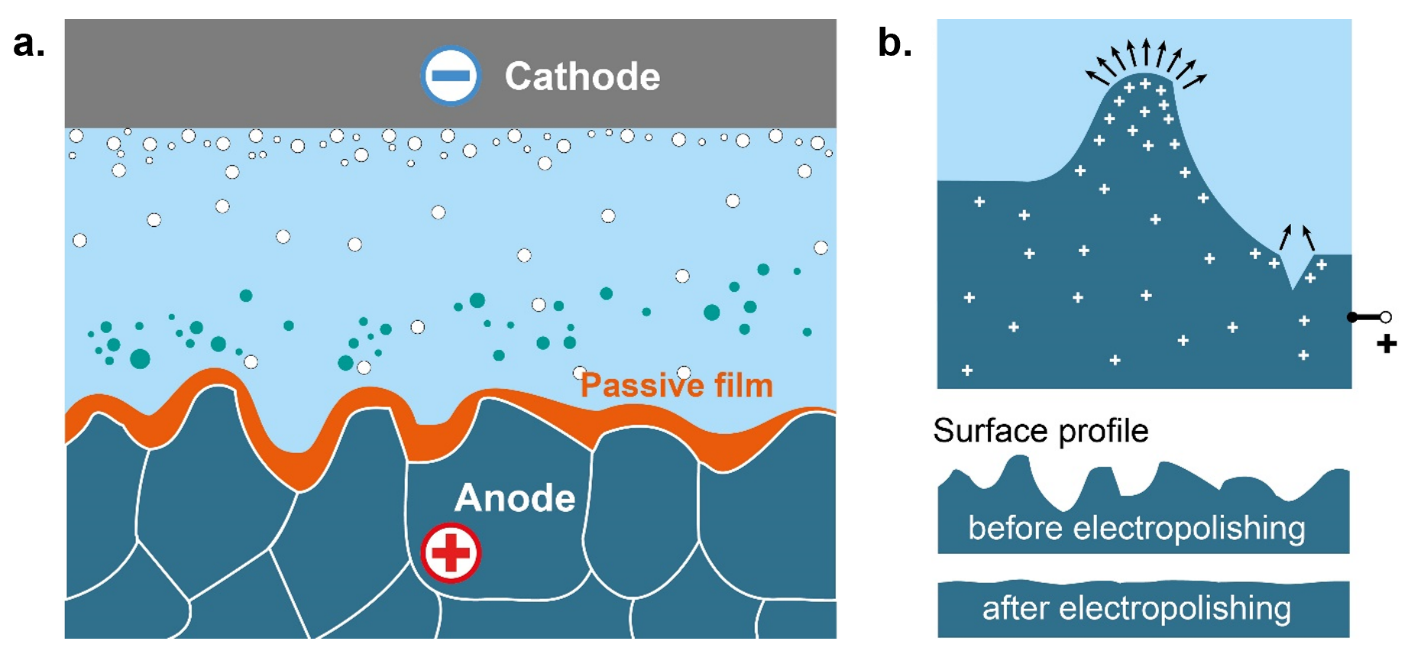 a.
Cathode
Passive film
Anode
b.
Surface profile
before electropolishing
after electropolishing